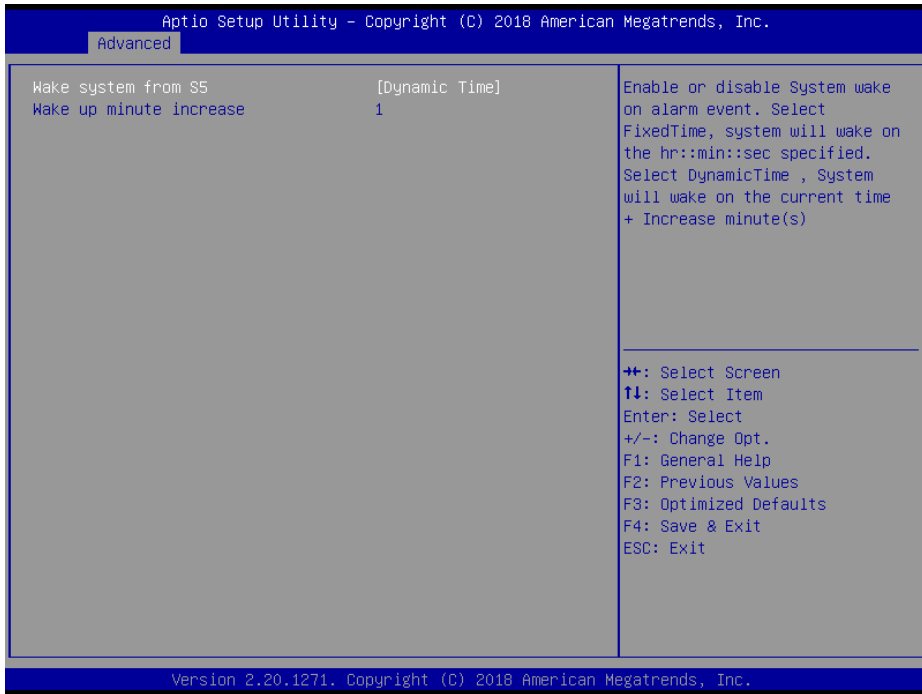 Aptio Setup Utility – Copyright (C) 2018 American Megatrends, Inc.
Advanced
Wake system from S5 [Dynamic Time]
Wake up minute increase 1
Enable or disable System wake
on alarm event. Select
FixedTime, system will wake on
the hr::min::sec specified.
Select DynamicTime , System
will wake on the current time
+ Increase minute(s)
→←: Select Screen
↑↓: Select Item
Enter: Select
+/-: Change Opt.
F1: General Help
F2: Previous Values
F3: Optimized Defaults
F4: Save & Exit
ESC: Exit
Version 2.20.1271. Copyright (C) 2018 American Megatrends, Inc.